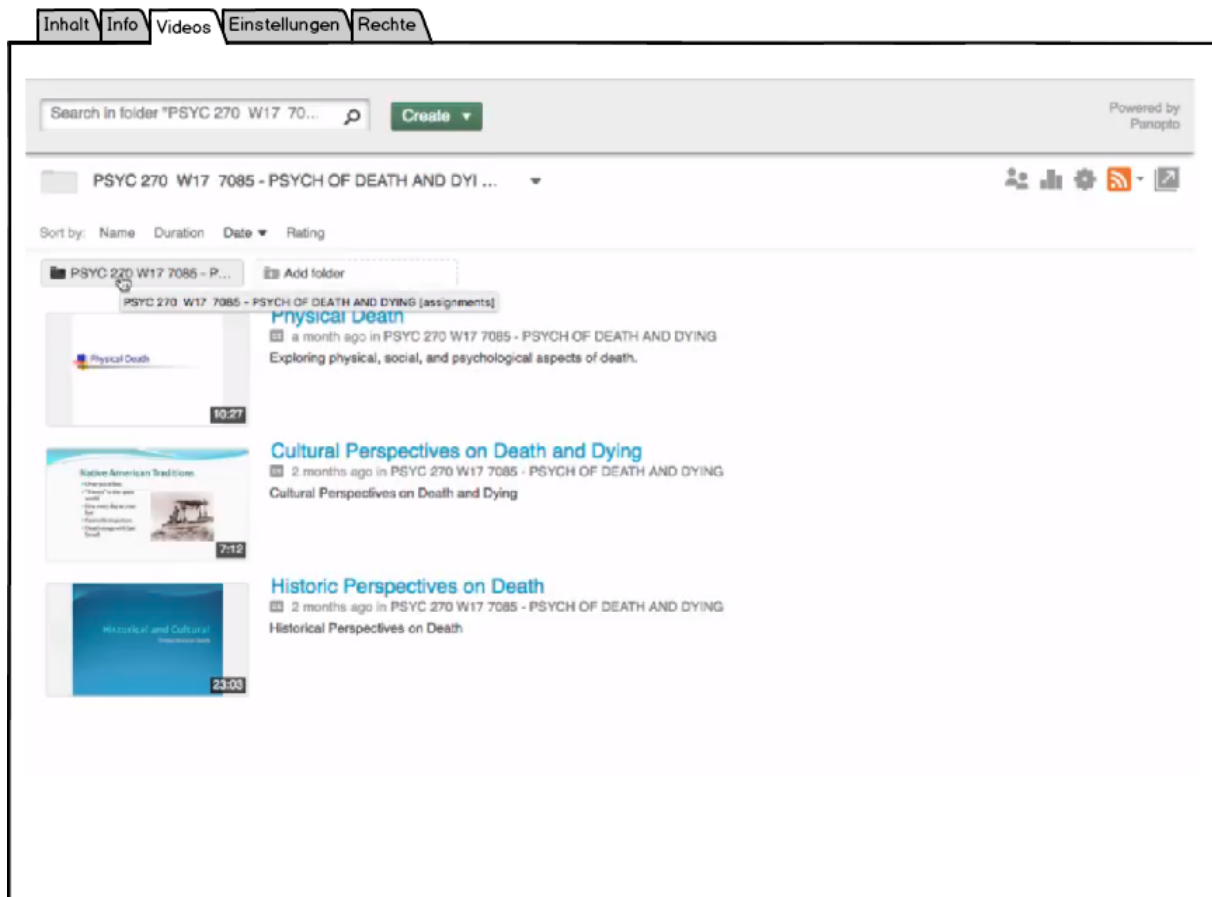 Inhalt Info Videos Einstellungen Rechte
Search in folder "PSYC 270 W17 70...
Create
Powered by
Panopto
PSYC 270 W17 7085 - PSYCH OF DEATH AND DYI ...
Sort by: Name Duration Date Rating
PSYC 270 W17 7085 - P... Add folder
PSYC 270 W17 7085 - PSYCH OF DEATH AND DYING [assignments]
Physical Death
a month ago in PSYC 270 W17 7085 - PSYCH OF DEATH AND DYING
Exploring physical, social, and psychological aspects of death.
Physical Death
10:27
Cultural Perspectives on Death and Dying
2 months ago in PSYC 270 W17 7085 - PSYCH OF DEATH AND DYING
Cultural Perspectives on Death and Dying
Native American Traditions
7:12
Historic Perspectives on Death
2 months ago in PSYC 270 W17 7085 - PSYCH OF DEATH AND DYING
Historical Perspectives on Death
Historical and Cultural
23:03